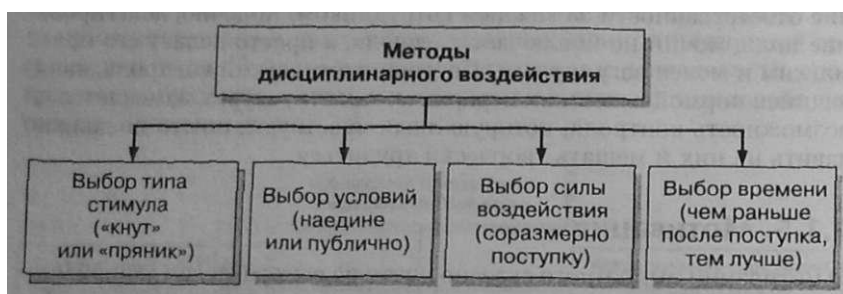 Методы
дисциплинарного воздействия
Выбор типа
стимула
(«кнут»
или «пряник»)
Выбор условий
(наедине
или публично)
Выбор силы
воздействия
(соразмерно
поступку)
Выбор времени
(чем раньше
после поступка,
тем лучше)